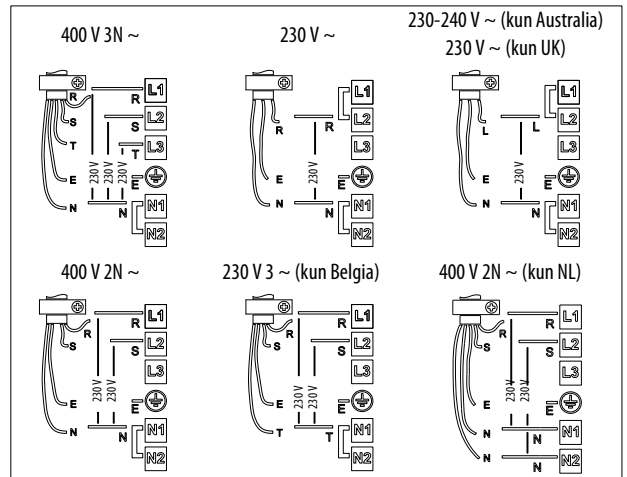 400 V 3N ~
230 V ~
230-240 V ~ (kun Australia)
230 V ~ (kun UK)
R
S
T
E
N
R
S
T
E
N
230 V
230 V
230 V
L1
L2
L3
N1
N2
R
E
N
R
E
N
230 V
L1
L2
L3
N1
N2
L
E
N
L
E
N
230 V
L1
L2
L3
N1
N2
400 V 2N ~
230 V 3 ~ (kun Belgia)
400 V 2N ~ (kun NL)
R
S
E
N
R
S
E
N
230 V
230 V
L1
L2
L3
N1
N2
R
S
E
T
R
S
E
T
230 V
230 V
L1
L2
L3
N1
N2
R
S
E
N
N
R
S
E
N
N
230V
230V
L1
L2
L3
N1
N2